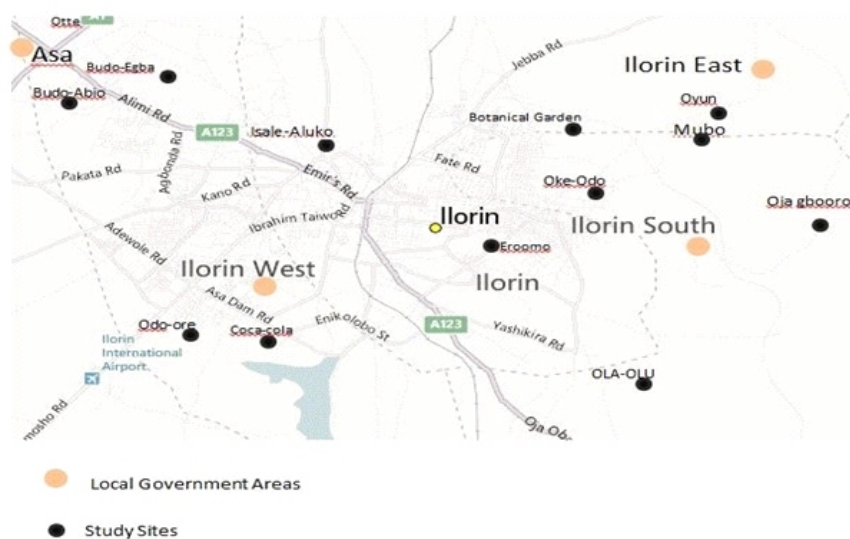 Otte
A1
Asa
Budo-Egba
Budo-Abio
Alimi Rd
A123
Isale-Aluko
Jebba Rd
Ilorin East
Oyun
Botanical Garden
Mubo
Pakata Rd
Agbonda Rd
Kano Rd
Emir's Rd
Fate Rd
Oke-Odo
Oja gbooro
Ibrahim Taiwo Rd
Ilorin
Ilorin South
Eroomo
Adewole Rd
Ilorin West
Ilorin
Asa Dam Rd
Odo-ore
Coca-cola
Enikolobo St
A123
Yashikira Rd
Ilorin
International
Airport
OLA-OLU
mosho Rd
Oja Obo
Local Government Areas
Study Sites